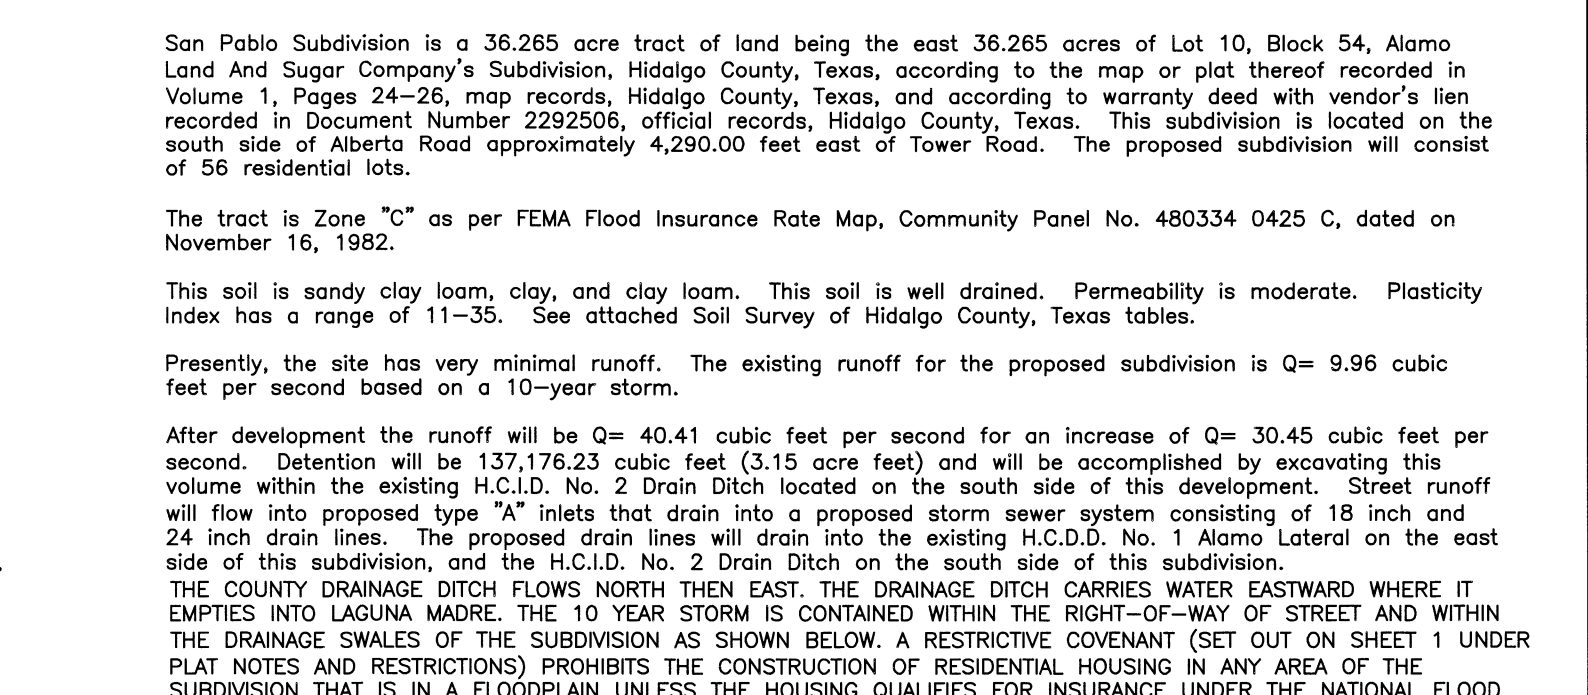 San Pablo Subdivision is a 36.265 acre tract of land being the east 36.265 acres of Lot 10, Block 54, Alamo
Land And Sugar Company's Subdivision, Hidalgo County, Texas, according to the map or plat thereof recorded in
Volume 1, Pages 24–26, map records, Hidalgo County, Texas, and according to warranty deed with vendor's lien
recorded in Document Number 2292506, official records, Hidalgo County, Texas.  This subdivision is located on the
south side of Alberta Road approximately 4,290.00 feet east of Tower Road.  The proposed subdivision will consist
of 56 residential lots.
The tract is Zone "C" as per FEMA Flood Insurance Rate Map, Community Panel No. 480334 0425 C, dated on
November 16, 1982.
This soil is sandy clay loam, clay, and clay loam.  This soil is well drained.  Permeability is moderate.  Plasticity
Index has a range of 11–35.  See attached Soil Survey of Hidalgo County, Texas tables.
Presently, the site has very minimal runoff.  The existing runoff for the proposed subdivision is Q= 9.96 cubic
feet per second based on a 10–year storm.
After development the runoff will be Q= 40.41 cubic feet per second for an increase of Q= 30.45 cubic feet per
second.  Detention will be 137,176.23 cubic feet (3.15 acre feet) and will be accomplished by excavating this
volume within the existing H.C.I.D. No. 2 Drain Ditch located on the south side of this development.  Street runoff
will flow into proposed type "A" inlets that drain into a proposed storm sewer system consisting of 18 inch and
24 inch drain lines.  The proposed drain lines will drain into the existing H.C.D.D. No. 1 Alamo Lateral on the east
side of this subdivision, and the H.C.I.D. No. 2 Drain Ditch on the south side of this subdivision.
THE COUNTY DRAINAGE DITCH FLOWS NORTH THEN EAST. THE DRAINAGE DITCH CARRIES WATER EASTWARD WHERE IT
EMPTIES INTO LAGUNA MADRE. THE 10 YEAR STORM IS CONTAINED WITHIN THE RIGHT–OF–WAY OF STREET AND WITHIN
THE DRAINAGE SWALES OF THE SUBDIVISION AS SHOWN BELOW. A RESTRICTIVE COVENANT (SET OUT ON SHEET 1 UNDER
PLAT NOTES AND RESTRICTIONS) PROHIBITS THE CONSTRUCTION OF RESIDENTIAL HOUSING IN ANY AREA OF THE
SUBDIVISION THAT IS IN A FLOODPLAIN UNLESS THE HOUSING QUALIFIES FOR INSURANCE UNDER THE NATIONAL FLOOD